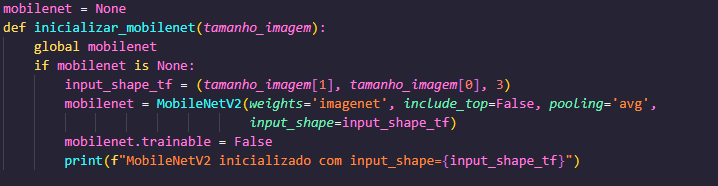 mobilenet = None
def inicializar_mobilenet(tamanho_imagem):
    global mobilenet
    if mobilenet is None:
        input_shape_tf = (tamanho_imagem[1], tamanho_imagem[0], 3)
        mobilenet = MobileNetV2(weights='imagenet', include_top=False, pooling='avg',
                                input_shape=input_shape_tf)
        mobilenet.trainable = False
        print(f"MobileNetV2 inicializado com input_shape={input_shape_tf}")